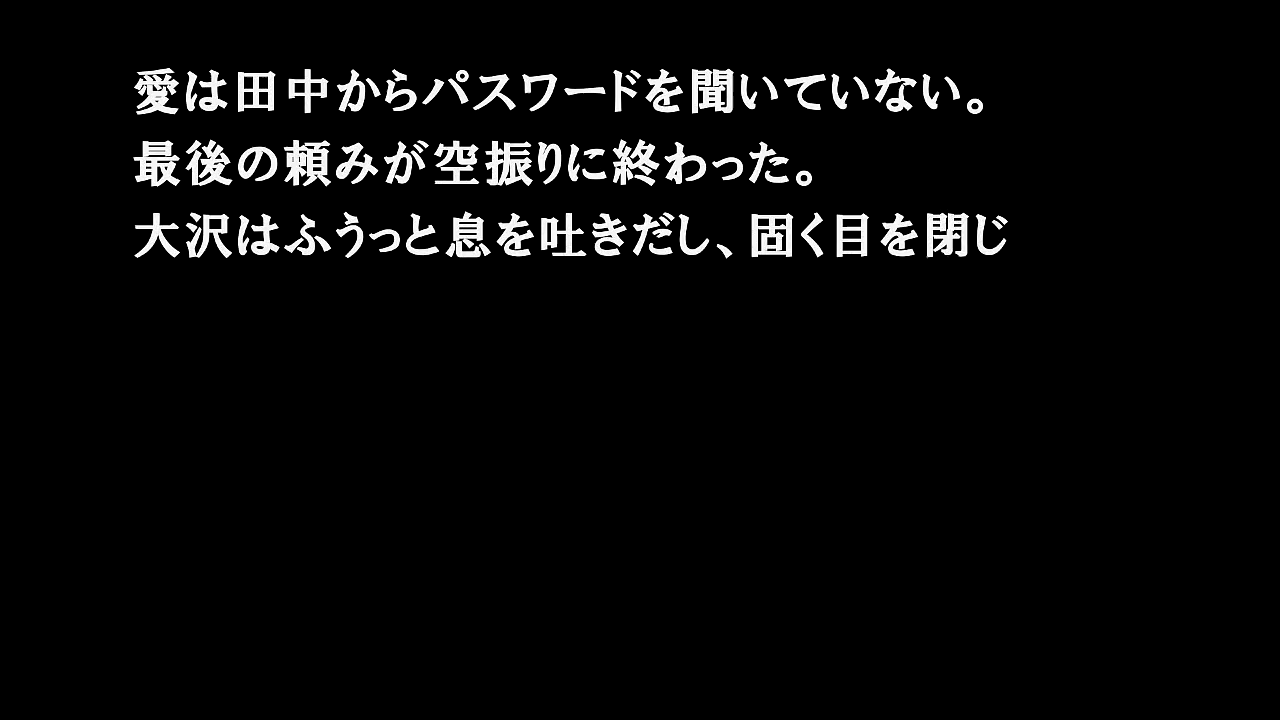 愛は田中からパスワードを聞いていない。
最後の頼みが空振りに終わった。
大沢はふうっと息を吐きだし、固く目を閉じ